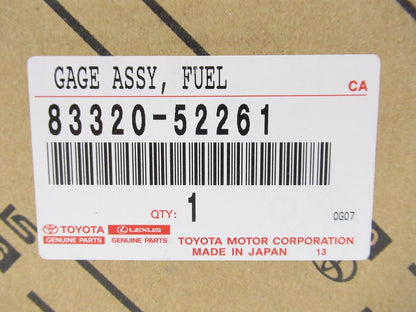 GAGE ASSY, FUEL
CA
83320-52261
QTY: 1
0G07
TOYOTA LEXUS
GENUINE PARTS GENUINE PARTS
TOYOTA MOTOR CORPORATION
MADE IN JAPAN 13